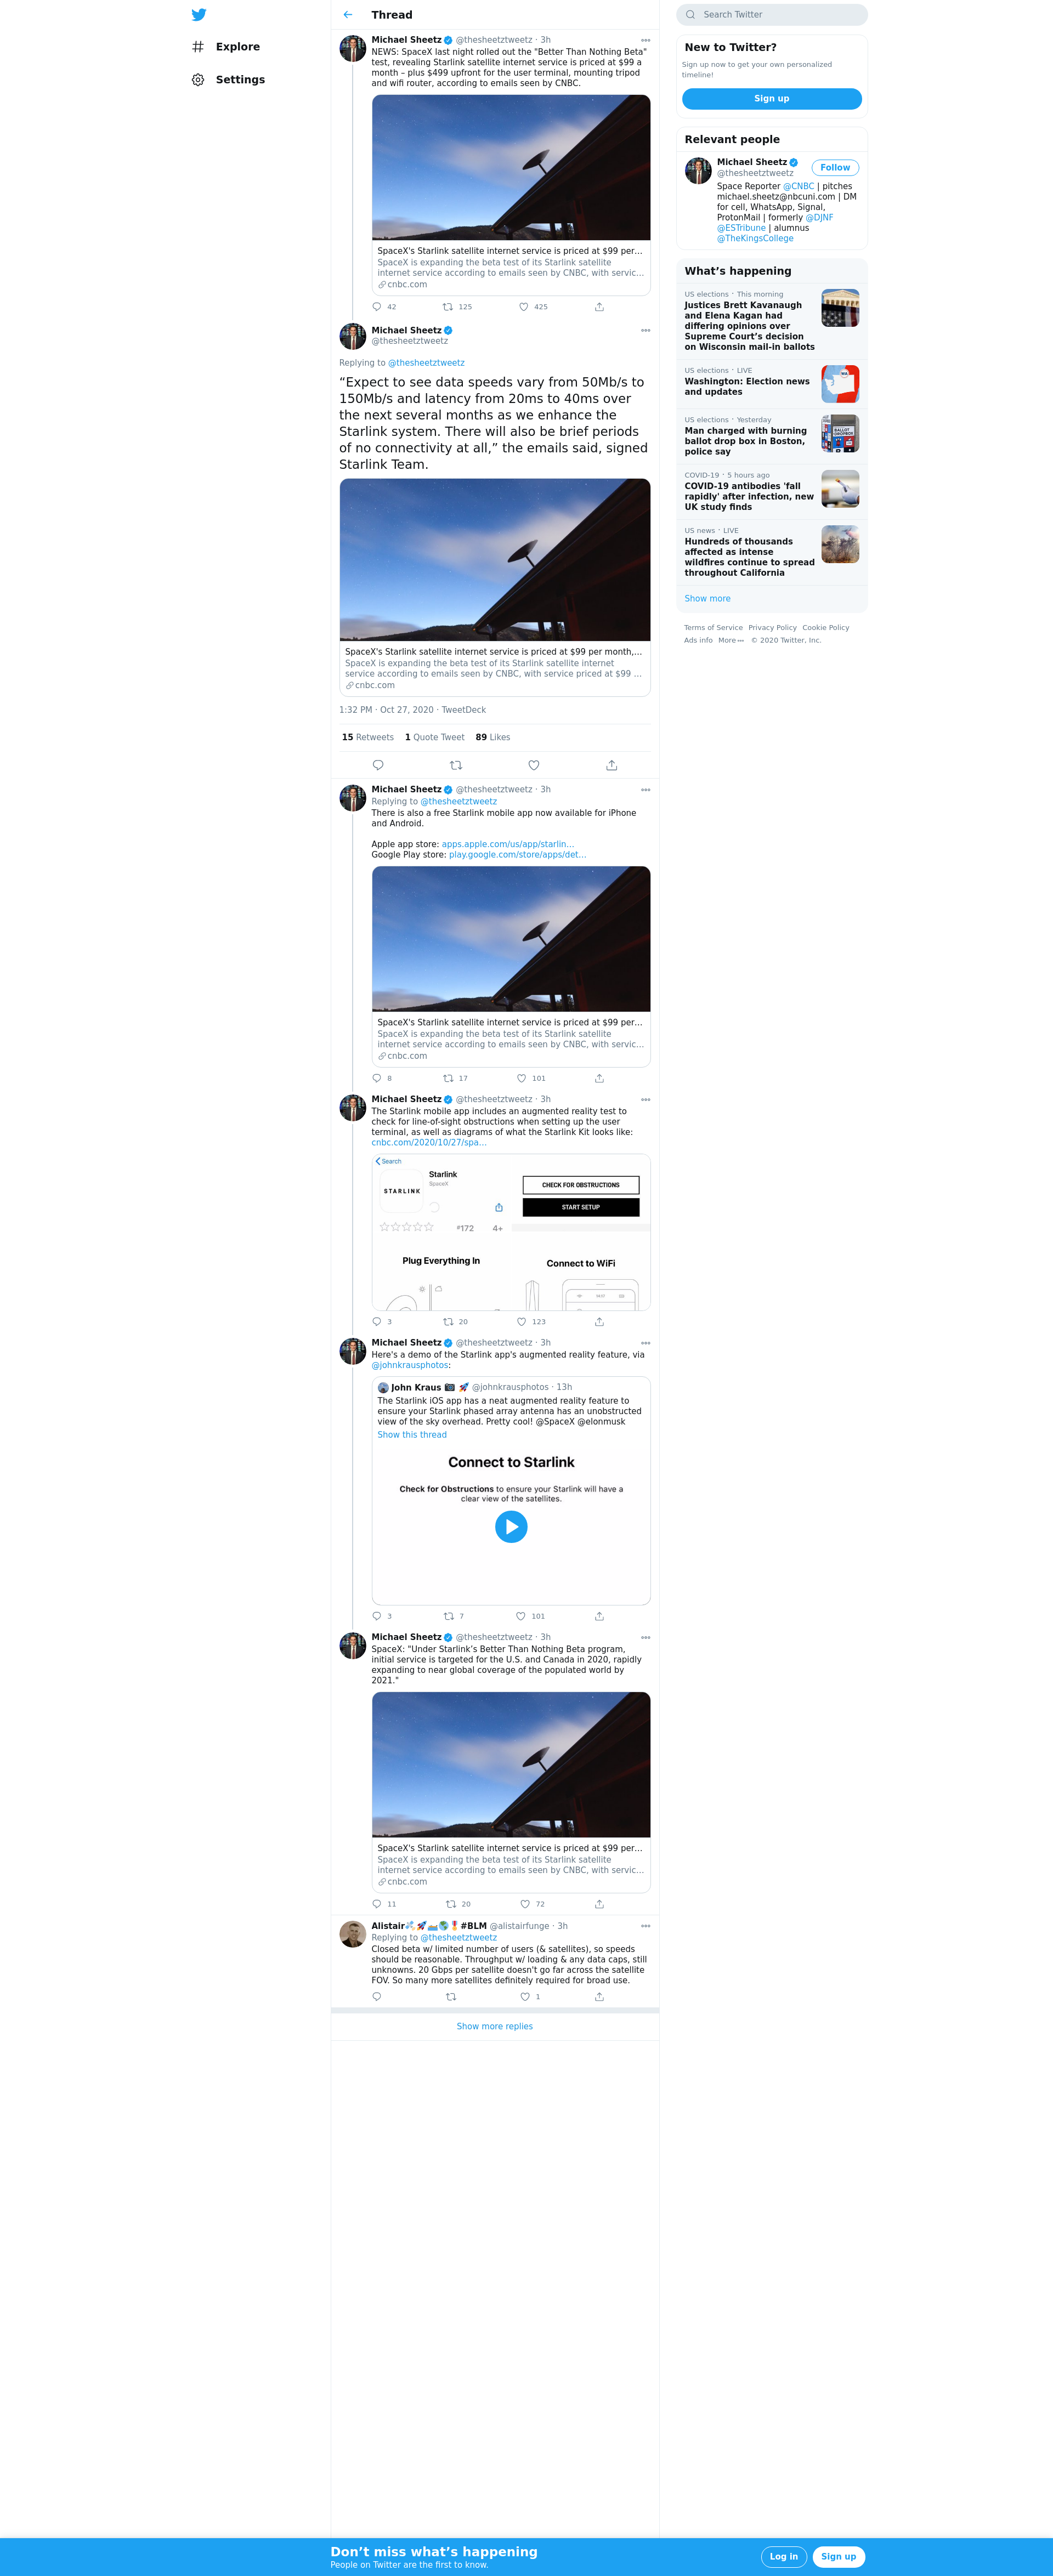 Explore
Settings
Thread
Michael Sheetz @thesheetztweetz · 3h
NEWS: SpaceX last night rolled out the "Better Than Nothing Beta"
test, revealing Starlink satellite internet service is priced at $99 a
month – plus $499 upfront for the user terminal, mounting tripod
and wifi router, according to emails seen by CNBC.
SpaceX's Starlink satellite internet service is priced at $99 per...
SpaceX is expanding the beta test of its Starlink satellite
internet service according to emails seen by CNBC, with servic...
cnbc.com
42 125 425
Michael Sheetz
@thesheetztweetz
Replying to @thesheetztweetz
“Expect to see data speeds vary from 50Mb/s to
150Mb/s and latency from 20ms to 40ms over
the next several months as we enhance the
Starlink system. There will also be brief periods
of no connectivity at all,” the emails said, signed
Starlink Team.
SpaceX's Starlink satellite internet service is priced at $99 per month,...
SpaceX is expanding the beta test of its Starlink satellite internet
service according to emails seen by CNBC, with service priced at $99 ...
cnbc.com
1:32 PM · Oct 27, 2020 · TweetDeck
15 Retweets 1 Quote Tweet 89 Likes
Michael Sheetz @thesheetztweetz · 3h
Replying to @thesheetztweetz
There is also a free Starlink mobile app now available for iPhone
and Android.
Apple app store: apps.apple.com/us/app/starlin…
Google Play store: play.google.com/store/apps/det…
SpaceX's Starlink satellite internet service is priced at $99 per...
SpaceX is expanding the beta test of its Starlink satellite
internet service according to emails seen by CNBC, with servic...
cnbc.com
8 17 101
Michael Sheetz @thesheetztweetz · 3h
The Starlink mobile app includes an augmented reality test to
check for line-of-sight obstructions when setting up the user
terminal, as well as diagrams of what the Starlink Kit looks like:
cnbc.com/2020/10/27/spa…
Search
STARLINK
Starlink
SpaceX
#172 4+
CHECK FOR OBSTRUCTIONS
START SETUP
Plug Everything In
Connect to WiFi
3 20 123
Michael Sheetz @thesheetztweetz · 3h
Here's a demo of the Starlink app's augmented reality feature, via
@johnkrausphotos:
John Kraus 📷 🚀 @johnkrausphotos · 13h
The Starlink iOS app has a neat augmented reality feature to
ensure your Starlink phased array antenna has an unobstructed
view of the sky overhead. Pretty cool! @SpaceX @elonmusk
Show this thread
Connect to Starlink
Check for Obstructions to ensure your Starlink will have a
clear view of the satellites.
3 7 101
Michael Sheetz @thesheetztweetz · 3h
SpaceX: "Under Starlink's Better Than Nothing Beta program,
initial service is targeted for the U.S. and Canada in 2020, rapidly
expanding to near global coverage of the populated world by
2021."
SpaceX's Starlink satellite internet service is priced at $99 per...
SpaceX is expanding the beta test of its Starlink satellite
internet service according to emails seen by CNBC, with servic...
cnbc.com
11 20 72
Alistair #BLM @alistairfunge · 3h
Replying to @thesheetztweetz
Closed beta w/ limited number of users (& satellites), so speeds
should be reasonable. Throughput w/ loading & any data caps, still
unknowns. 20 Gbps per satellite doesn't go far across the satellite
FOV. So many more satellites definitely required for broad use.
1
Show more replies
Search Twitter
New to Twitter?
Sign up now to get your own personalized
timeline!
Sign up
Relevant people
Michael Sheetz
@thesheetztweetz
Follow
Space Reporter @CNBC | pitches
michael.sheetz@nbcuni.com | DM
for cell, WhatsApp, Signal,
ProtonMail | formerly @DJNF
@ESTribune | alumnus
@TheKingsCollege
What’s happening
US elections · This morning
Justices Brett Kavanaugh
and Elena Kagan had
differing opinions over
Supreme Court’s decision
on Wisconsin mail-in ballots
US elections · LIVE
Washington: Election news
and updates
US elections · Yesterday
Man charged with burning
ballot drop box in Boston,
police say
COVID-19 · 5 hours ago
COVID-19 antibodies 'fall
rapidly' after infection, new
UK study finds
US news · LIVE
Hundreds of thousands
affected as intense
wildfires continue to spread
throughout California
Show more
Terms of Service Privacy Policy Cookie Policy
Ads info More © 2020 Twitter, Inc.
Don’t miss what’s happening
People on Twitter are the first to know.
Log in
Sign up